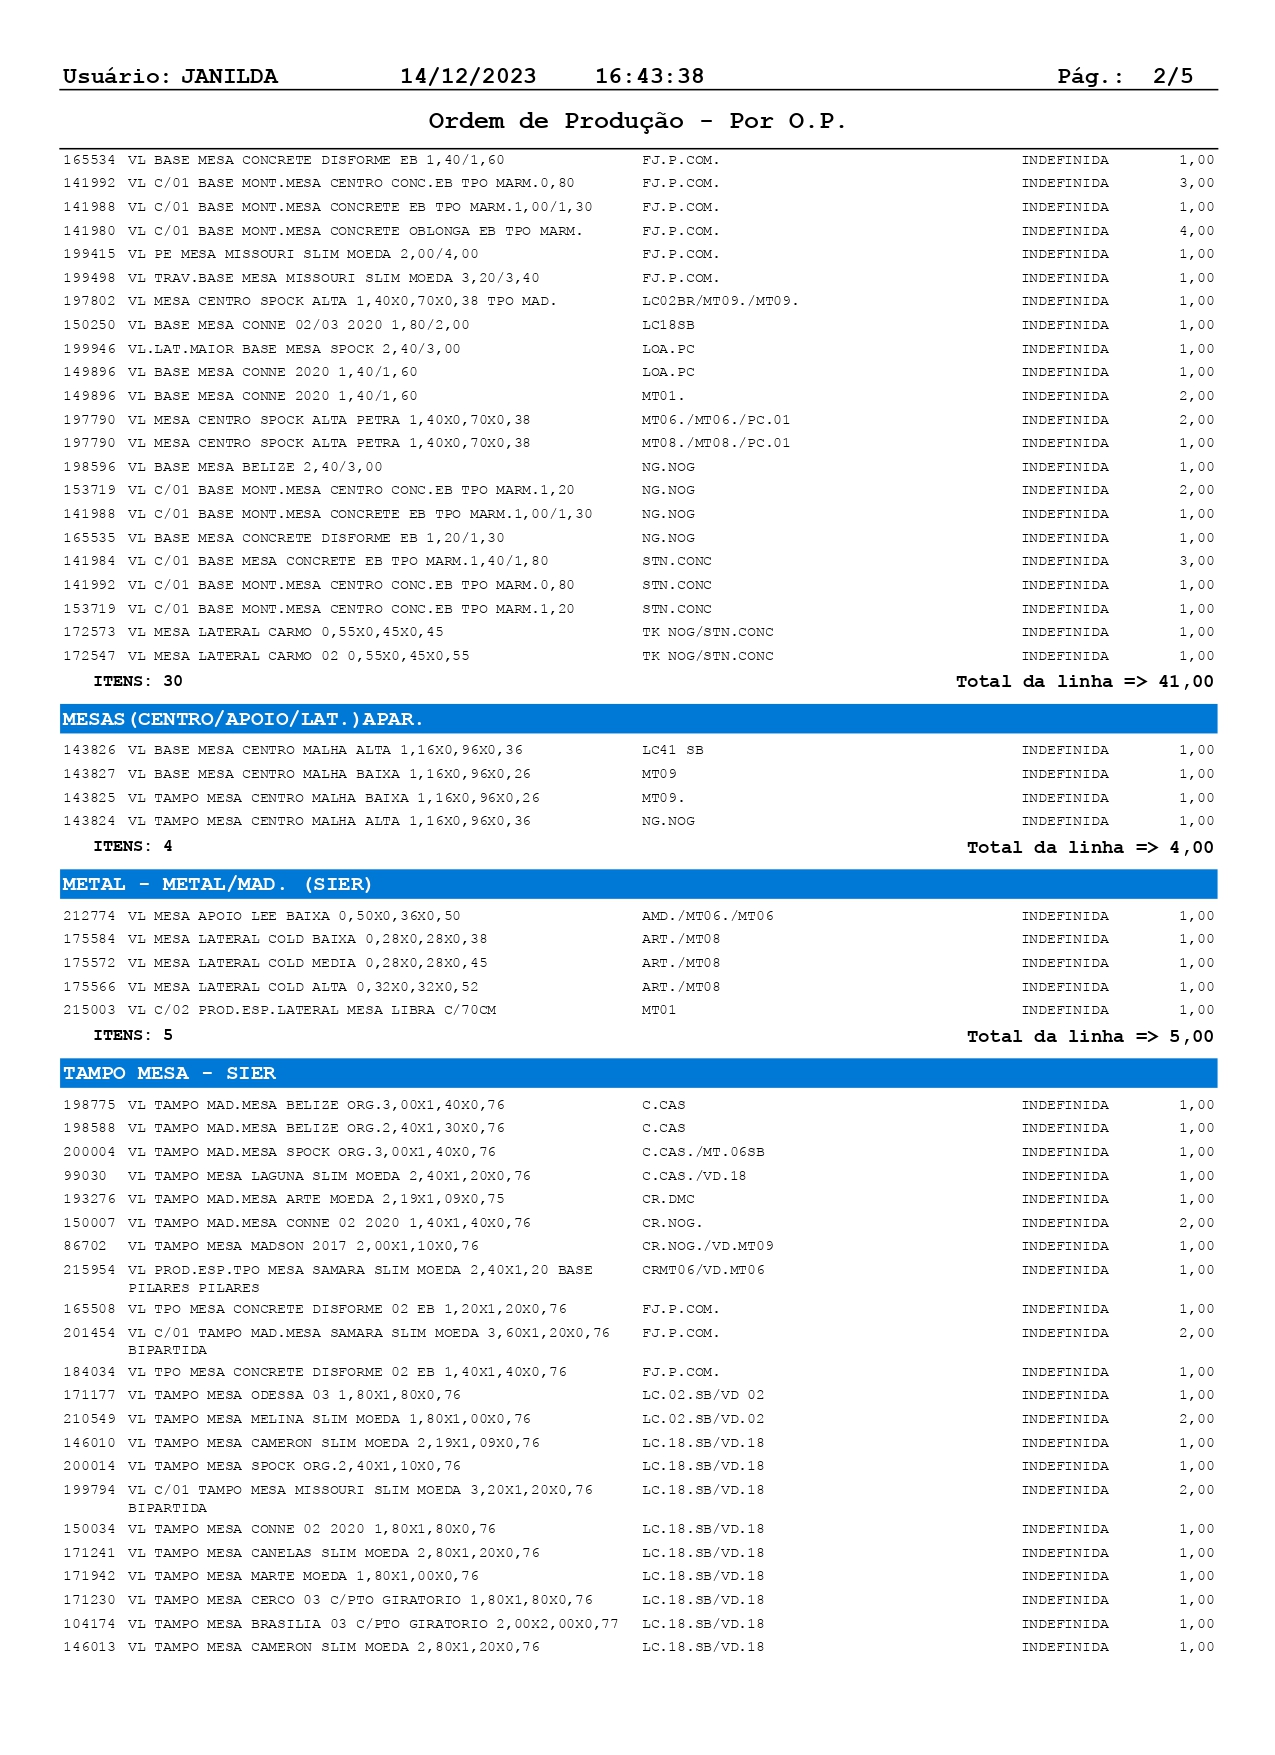 Usuário: JANILDA 14/12/2023 16:43:38 Pág.: 2/5
Ordem de Produção - Por O.P.
165534 VL BASE MESA CONCRETE DISFORME EB 1,40/1,60 FJ.P.COM. INDEFINIDA 1,00
141992 VL C/01 BASE MONT.MESA CENTRO CONC.EB TPO MARM.0,80 FJ.P.COM. INDEFINIDA 3,00
141988 VL C/01 BASE MONT.MESA CONCRETE EB TPO MARM.1,00/1,30 FJ.P.COM. INDEFINIDA 1,00
141980 VL C/01 BASE MONT.MESA CONCRETE OBLONGA EB TPO MARM. FJ.P.COM. INDEFINIDA 4,00
199415 VL PE MESA MISSOURI SLIM MOEDA 2,00/4,00 FJ.P.COM. INDEFINIDA 1,00
199498 VL TRAV.BASE MESA MISSOURI SLIM MOEDA 3,20/3,40 FJ.P.COM. INDEFINIDA 1,00
197802 VL MESA CENTRO SPOCK ALTA 1,40X0,70X0,38 TPO MAD. LC02BR/MT09./MT09. INDEFINIDA 1,00
150250 VL BASE MESA CONNE 02/03 2020 1,80/2,00 LC18SB INDEFINIDA 1,00
199946 VL.LAT.MAIOR BASE MESA SPOCK 2,40/3,00 LOA.PC INDEFINIDA 1,00
149896 VL BASE MESA CONNE 2020 1,40/1,60 LOA.PC INDEFINIDA 1,00
149896 VL BASE MESA CONNE 2020 1,40/1,60 MT01. INDEFINIDA 2,00
197790 VL MESA CENTRO SPOCK ALTA PETRA 1,40X0,70X0,38 MT06./MT06./PC.01 INDEFINIDA 2,00
197790 VL MESA CENTRO SPOCK ALTA PETRA 1,40X0,70X0,38 MT08./MT08./PC.01 INDEFINIDA 1,00
198596 VL BASE MESA BELIZE 2,40/3,00 NG.NOG INDEFINIDA 1,00
153719 VL C/01 BASE MONT.MESA CENTRO CONC.EB TPO MARM.1,20 NG.NOG INDEFINIDA 2,00
141988 VL C/01 BASE MONT.MESA CONCRETE EB TPO MARM.1,00/1,30 NG.NOG INDEFINIDA 1,00
165535 VL BASE MESA CONCRETE DISFORME EB 1,20/1,30 NG.NOG INDEFINIDA 1,00
141984 VL C/01 BASE MESA CONCRETE EB TPO MARM.1,40/1,80 STN.CONC INDEFINIDA 3,00
141992 VL C/01 BASE MONT.MESA CENTRO CONC.EB TPO MARM.0,80 STN.CONC INDEFINIDA 1,00
153719 VL C/01 BASE MONT.MESA CENTRO CONC.EB TPO MARM.1,20 STN.CONC INDEFINIDA 1,00
172573 VL MESA LATERAL CARMO 0,55X0,45X0,45 TK NOG/STN.CONC INDEFINIDA 1,00
172547 VL MESA LATERAL CARMO 02 0,55X0,45X0,55 TK NOG/STN.CONC INDEFINIDA 1,00
ITENS: 30 Total da linha => 41,00
MESAS(CENTRO/APOIO/LAT.)APAR.
143826 VL BASE MESA CENTRO MALHA ALTA 1,16X0,96X0,36 LC41 SB INDEFINIDA 1,00
143827 VL BASE MESA CENTRO MALHA BAIXA 1,16X0,96X0,26 MT09 INDEFINIDA 1,00
143825 VL TAMPO MESA CENTRO MALHA BAIXA 1,16X0,96X0,26 MT09. INDEFINIDA 1,00
143824 VL TAMPO MESA CENTRO MALHA ALTA 1,16X0,96X0,36 NG.NOG INDEFINIDA 1,00
ITENS: 4 Total da linha => 4,00
METAL - METAL/MAD. (SIER)
212774 VL MESA APOIO LEE BAIXA 0,50X0,36X0,50 AMD./MT06./MT06 INDEFINIDA 1,00
175584 VL MESA LATERAL COLD BAIXA 0,28X0,28X0,38 ART./MT08 INDEFINIDA 1,00
175572 VL MESA LATERAL COLD MEDIA 0,28X0,28X0,45 ART./MT08 INDEFINIDA 1,00
175566 VL MESA LATERAL COLD ALTA 0,32X0,32X0,52 ART./MT08 INDEFINIDA 1,00
215003 VL C/02 PROD.ESP.LATERAL MESA LIBRA C/70CM MT01 INDEFINIDA 1,00
ITENS: 5 Total da linha => 5,00
TAMPO MESA - SIER
198775 VL TAMPO MAD.MESA BELIZE ORG.3,00X1,40X0,76 C.CAS INDEFINIDA 1,00
198588 VL TAMPO MAD.MESA BELIZE ORG.2,40X1,30X0,76 C.CAS INDEFINIDA 1,00
200004 VL TAMPO MAD.MESA SPOCK ORG.3,00X1,40X0,76 C.CAS./MT.06SB INDEFINIDA 1,00
99030 VL TAMPO MESA LAGUNA SLIM MOEDA 2,40X1,20X0,76 C.CAS./VD.18 INDEFINIDA 1,00
193276 VL TAMPO MAD.MESA ARTE MOEDA 2,19X1,09X0,75 CR.DMC INDEFINIDA 1,00
150007 VL TAMPO MAD.MESA CONNE 02 2020 1,40X1,40X0,76 CR.NOG. INDEFINIDA 2,00
86702 VL TAMPO MESA MADSON 2017 2,00X1,10X0,76 CR.NOG./VD.MT09 INDEFINIDA 1,00
215954 VL PROD.ESP.TPO MESA SAMARA SLIM MOEDA 2,40X1,20 BASE CRMT06/VD.MT06 INDEFINIDA 1,00
PILARES PILARES
165508 VL TPO MESA CONCRETE DISFORME 02 EB 1,20X1,20X0,76 FJ.P.COM. INDEFINIDA 1,00
201454 VL C/01 TAMPO MAD.MESA SAMARA SLIM MOEDA 3,60X1,20X0,76 FJ.P.COM. INDEFINIDA 2,00
BIPARTIDA
184034 VL TPO MESA CONCRETE DISFORME 02 EB 1,40X1,40X0,76 FJ.P.COM. INDEFINIDA 1,00
171177 VL TAMPO MESA ODESSA 03 1,80X1,80X0,76 LC.02.SB/VD 02 INDEFINIDA 1,00
210549 VL TAMPO MESA MELINA SLIM MOEDA 1,80X1,00X0,76 LC.02.SB/VD.02 INDEFINIDA 2,00
146010 VL TAMPO MESA CAMERON SLIM MOEDA 2,19X1,09X0,76 LC.18.SB/VD.18 INDEFINIDA 1,00
200014 VL TAMPO MESA SPOCK ORG.2,40X1,10X0,76 LC.18.SB/VD.18 INDEFINIDA 1,00
199794 VL C/01 TAMPO MESA MISSOURI SLIM MOEDA 3,20X1,20X0,76 LC.18.SB/VD.18 INDEFINIDA 2,00
BIPARTIDA
150034 VL TAMPO MESA CONNE 02 2020 1,80X1,80X0,76 LC.18.SB/VD.18 INDEFINIDA 1,00
171241 VL TAMPO MESA CANELAS SLIM MOEDA 2,80X1,20X0,76 LC.18.SB/VD.18 INDEFINIDA 1,00
171942 VL TAMPO MESA MARTE MOEDA 1,80X1,00X0,76 LC.18.SB/VD.18 INDEFINIDA 1,00
171230 VL TAMPO MESA CERCO 03 C/PTO GIRATORIO 1,80X1,80X0,76 LC.18.SB/VD.18 INDEFINIDA 1,00
104174 VL TAMPO MESA BRASILIA 03 C/PTO GIRATORIO 2,00X2,00X0,77 LC.18.SB/VD.18 INDEFINIDA 1,00
146013 VL TAMPO MESA CAMERON SLIM MOEDA 2,80X1,20X0,76 LC.18.SB/VD.18 INDEFINIDA 1,00